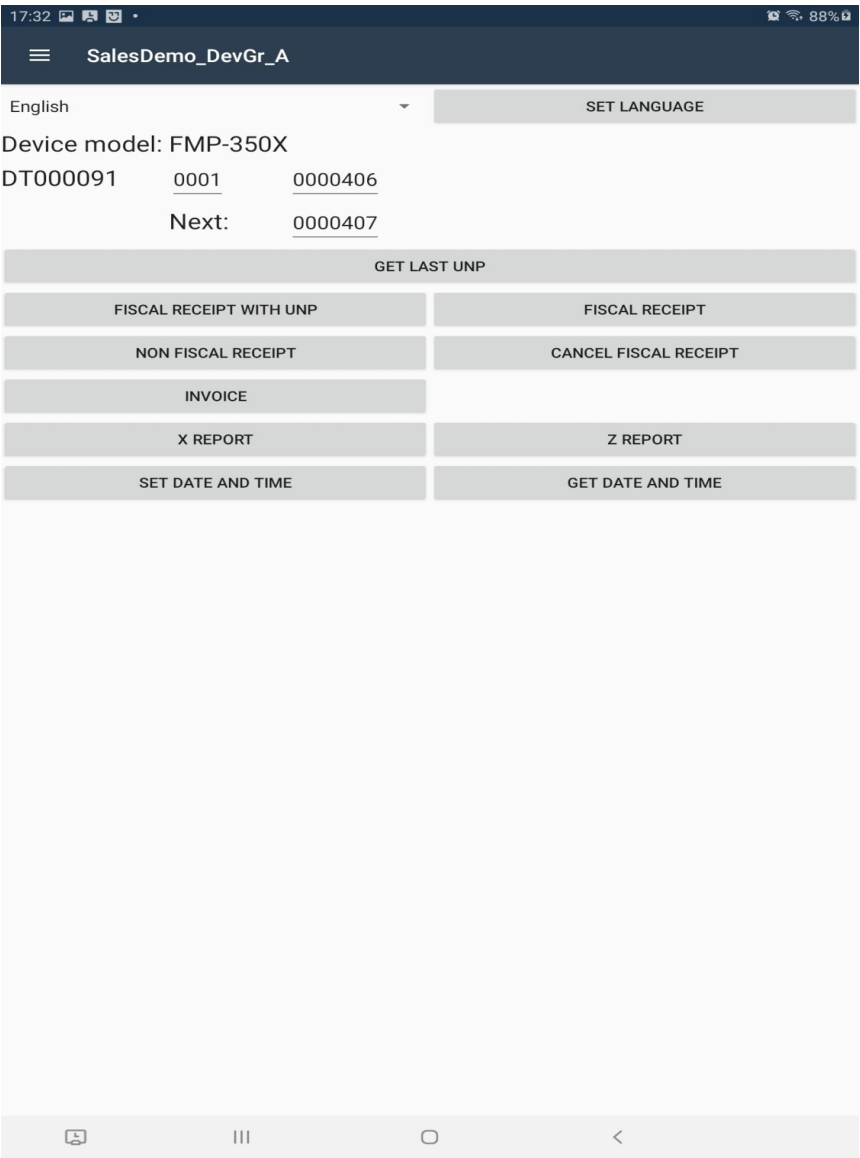 17:32 88%
SalesDemo_DevGr_A
English SET LANGUAGE
Device model: FMP-350X
DT000091 0001 0000406
Next: 0000407
GET LAST UNP
FISCAL RECEIPT WITH UNP FISCAL RECEIPT
NON FISCAL RECEIPT CANCEL FISCAL RECEIPT
INVOICE
X REPORT Z REPORT
SET DATE AND TIME GET DATE AND TIME